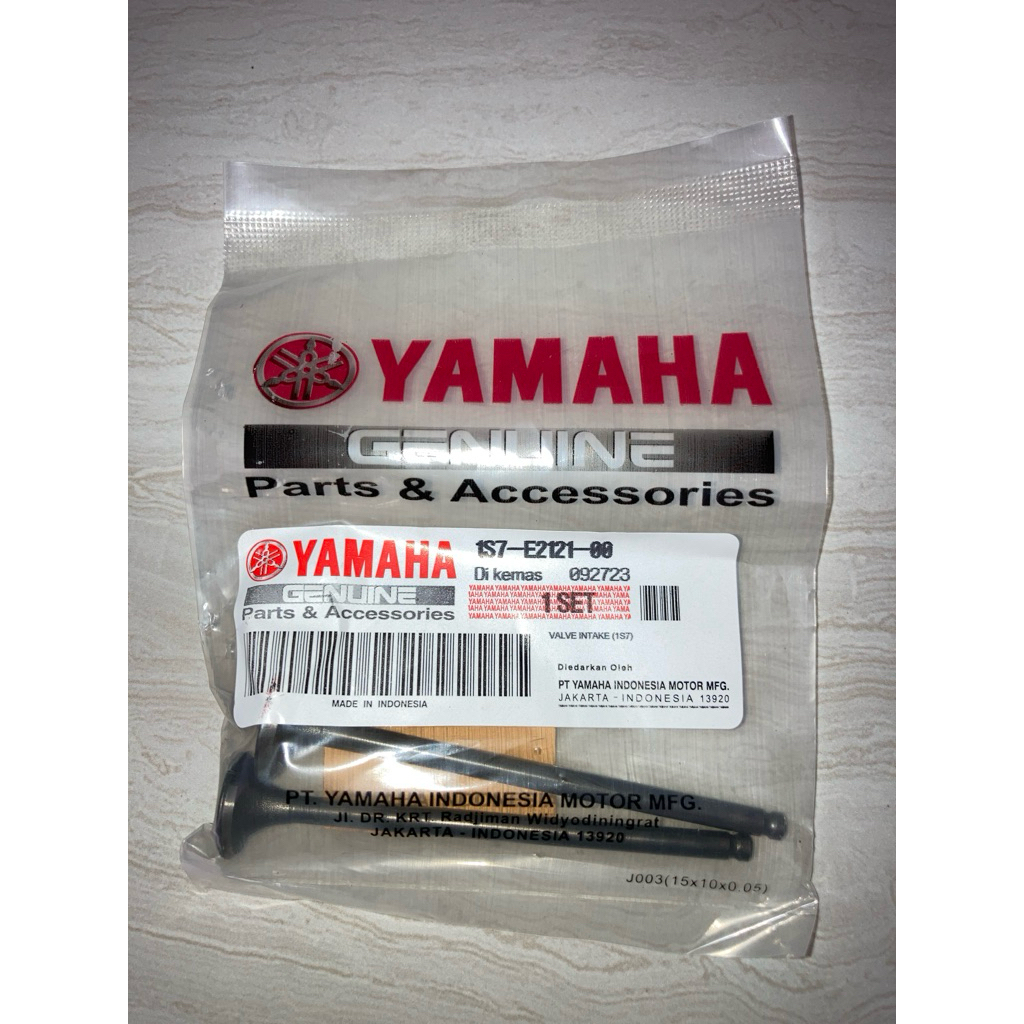 YAMAHA
GENUINE
Parts & Accessories
YAMAHA
GENUINE
Parts & Accessories
1S7-E2121-00
Di kemas 092723
1 SET
VALVE INTAKE (1S7)
Diedarkan Oleh
PT YAMAHA INDONESIA MOTOR MFG.
JAKARTA - INDONESIA 13920
MADE IN INDONESIA
PT. YAMAHA INDONESIA MOTOR MFG.
Jl. DR. KRT. Radjiman Widyodiningrat
JAKARTA - INDONESIA 13920
J003(15x10x0.05)